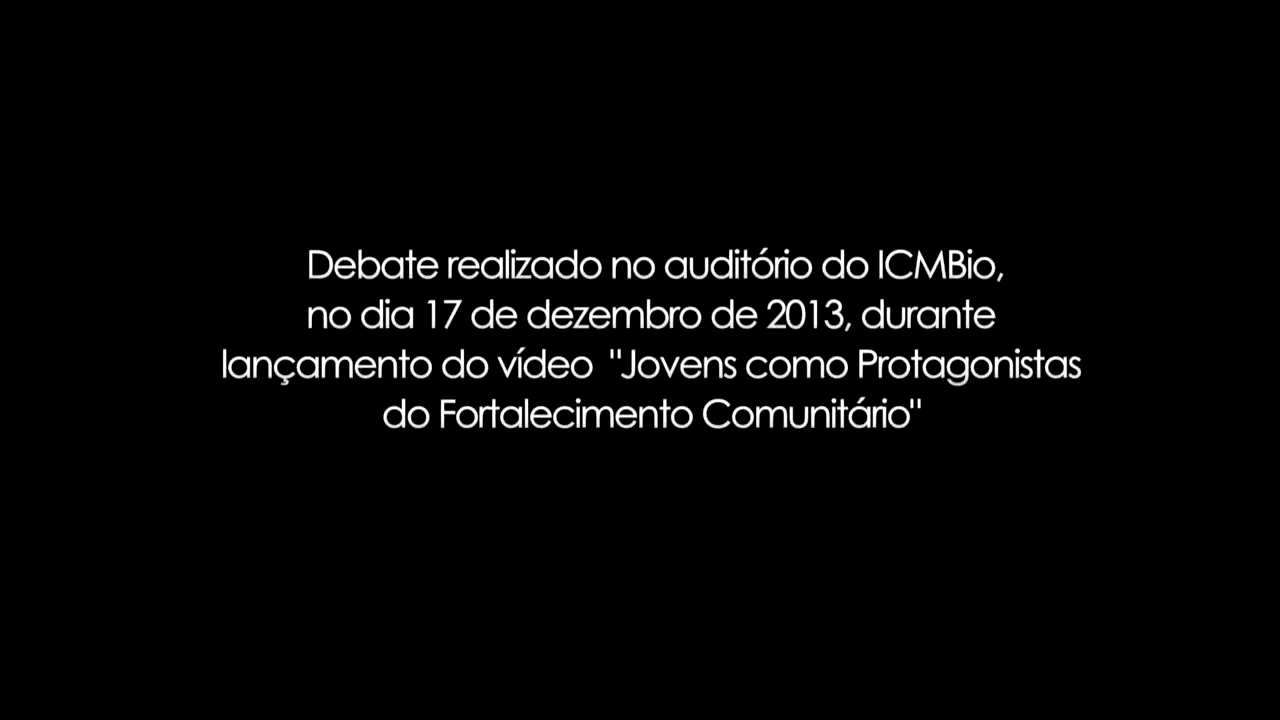 Debate realizado no auditório do ICMBio,
no dia 17 de dezembro de 2013, durante
lançamento do vídeo "Jovens como Protagonistas
do Fortalecimento Comunitário"